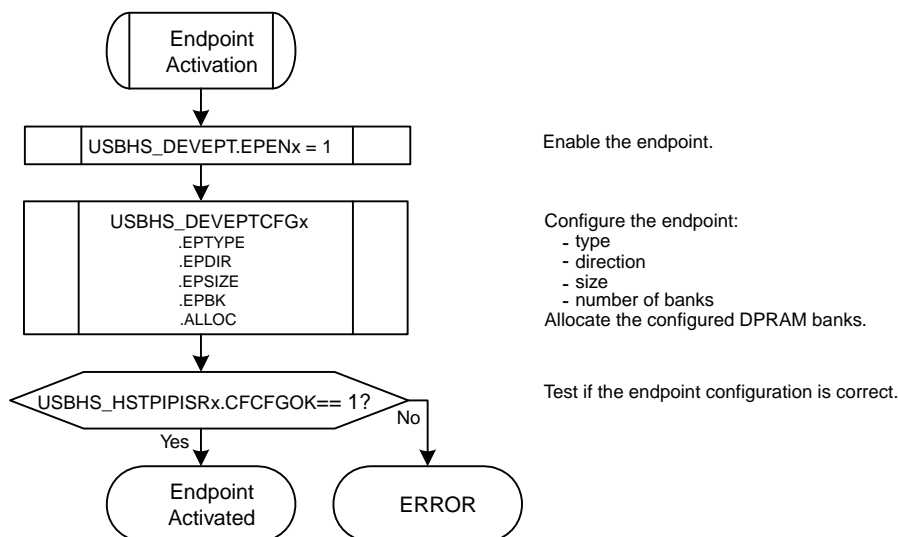 Endpoint
Activation
USBHS_DEVEPT.EPENx = 1
Enable the endpoint.
USBHS_DEVEPTCFGx
.EPTYPE
.EPDIR
.EPSIZE
.EPBK
.ALLOC
Configure the endpoint:
- type
- direction
- size
- number of banks
Allocate the configured DPRAM banks.
USBHS_HSTPIPISRx.CFCFGOK== 1?
Test if the endpoint configuration is correct.
Yes
No
Endpoint
Activated
ERROR